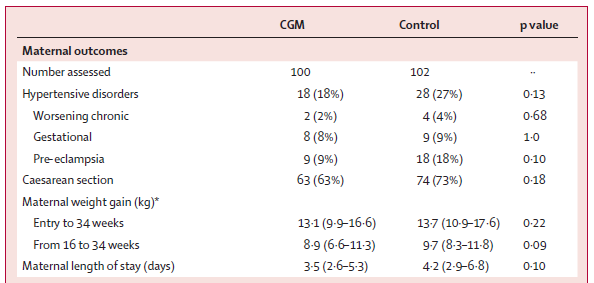 CGM Control p value
Maternal outcomes
Number assessed 100 102 ··
Hypertensive disorders 18 (18%) 28 (27%) 0·13
Worsening chronic 2 (2%) 4 (4%) 0·68
Gestational 8 (8%) 9 (9%) 1·0
Pre-eclampsia 9 (9%) 18 (18%) 0·10
Caesarean section 63 (63%) 74 (73%) 0·18
Maternal weight gain (kg)*
Entry to 34 weeks 13·1 (9·9–16·6) 13·7 (10·9–17·6) 0·22
From 16 to 34 weeks 8·9 (6·6–11·3) 9·7 (8·3–11·8) 0·09
Maternal length of stay (days) 3·5 (2·6–5·3) 4·2 (2·9–6·8) 0·10